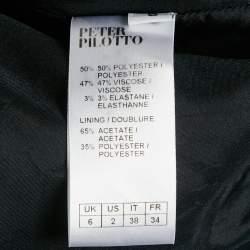 PETER
PILOTTO
50% 50% POLYESTER /
POLYESTER
47% 47% VISCOSE /
VISCOSE
3% 3% ELASTANE /
ELASTHANNE
LINING / DOUBLURE
65% ACETATE /
ACETATE
35% POLYESTER /
POLYESTER
UK US IT FR
6 2 38 34